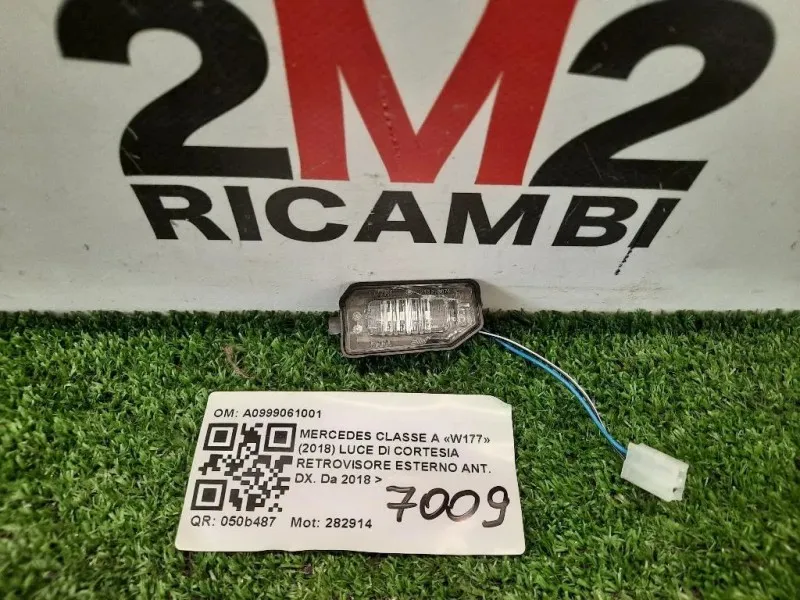 2M2
RICAMBI
OM: A0999061001
MERCEDES CLASSE A «W177»
(2018) LUCE DI CORTESIA
RETROVISORE ESTERNO ANT.
DX. Da 2018 >
7009
QR: 050b487 Mot: 282914